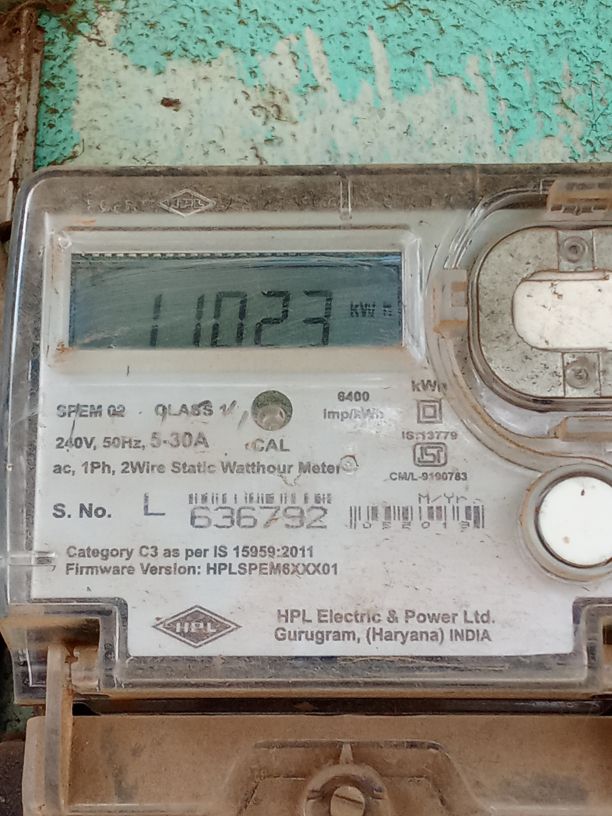 HPL
11023 kWh
SPEM 02 CLASS 1
6400
imp/kWh
kWh
240V, 50Hz, 5-30A CAL
IS:13779
ac, 1Ph, 2Wire Static Watthour Meter
CM/L-9190783
S. No. L 636792
M/Yr.
052019
Category C3 as per IS 15959:2011
Firmware Version: HPLSPEM6XXX01
HPL
HPL Electric & Power Ltd.
Gurugram, (Haryana) INDIA